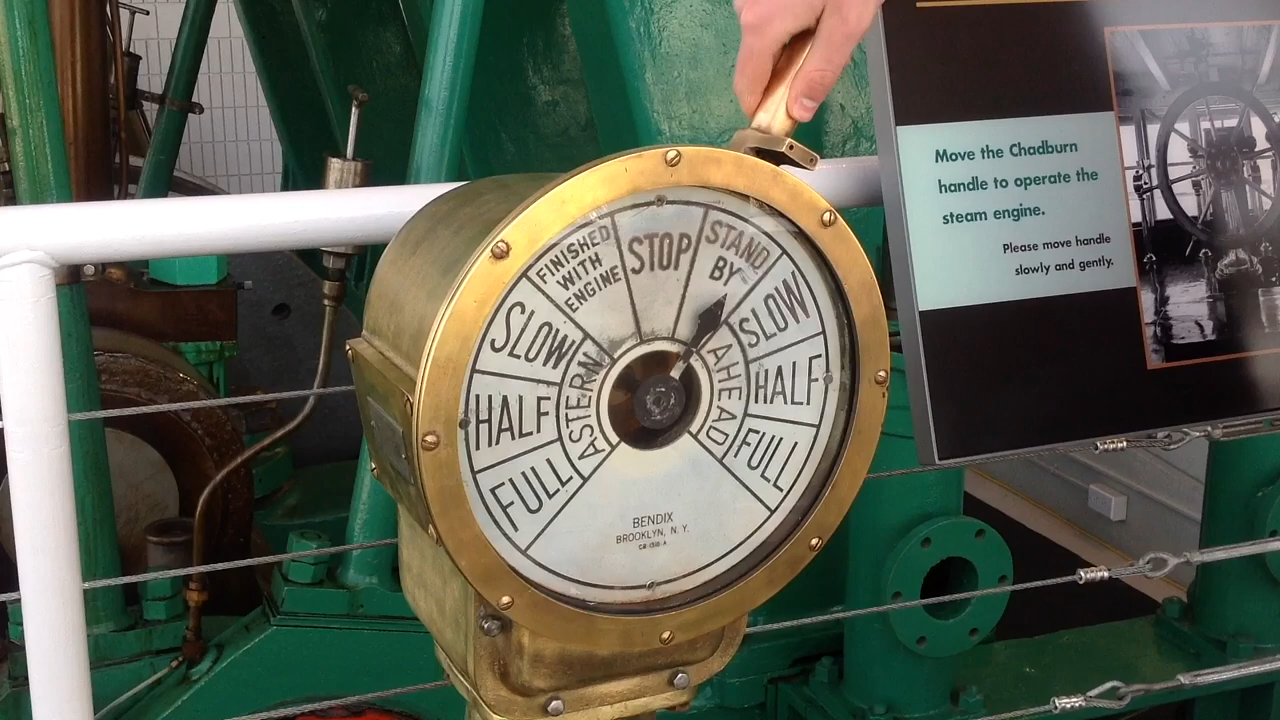 FINISHED
WITH
ENGINE
STOP
STAND
BY
SLOW
HALF
FULL
ASTERN
SLOW
HALF
FULL
AHEAD
BENDIX
BROOKLYN, N.Y.
Move the Chadburn
handle to operate the
steam engine.
Please move handle
slowly and gently.